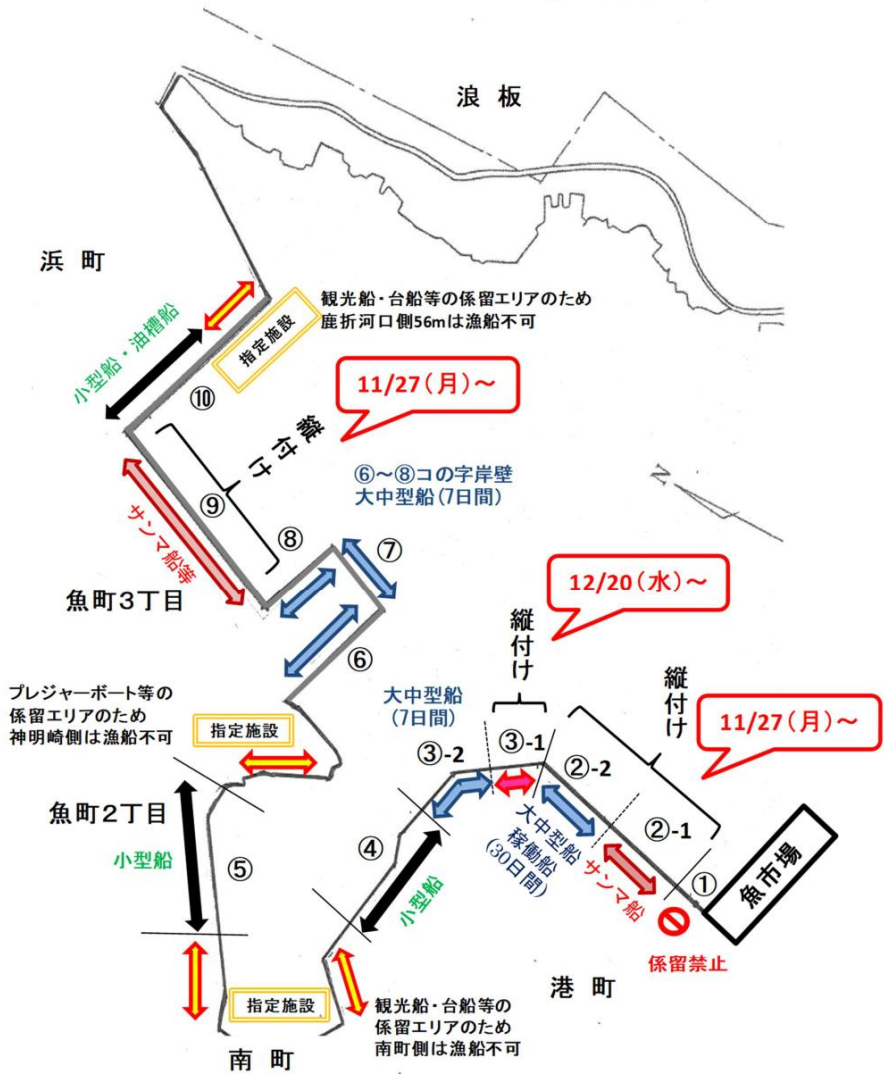 浪 板
浜 町
観光船・台船等の係留エリアのため
鹿折河口側56mは漁船不可
指定施設
小型船・油槽船
⑩
11/27(月)～
縦付け
⑥～⑧コの字岸壁
大中型船(7日間)
⑨
サンマ船等
⑧
⑦
N
魚町3丁目
⑥
12/20(水)～
縦付け
プレジャーボート等の
係留エリアのため
神明崎側は漁船不可
指定施設
大中型船
(7日間)
縦付け
11/27(月)～
③-2
③-1
②-2
魚町2丁目
小型船
⑤
④
小型船
大中型船
稼働船
(30日間)
②-1
サンマ船
①
魚市場
係留禁止
港 町
指定施設
観光船・台船等の
係留エリアのため
南町側は漁船不可
南 町